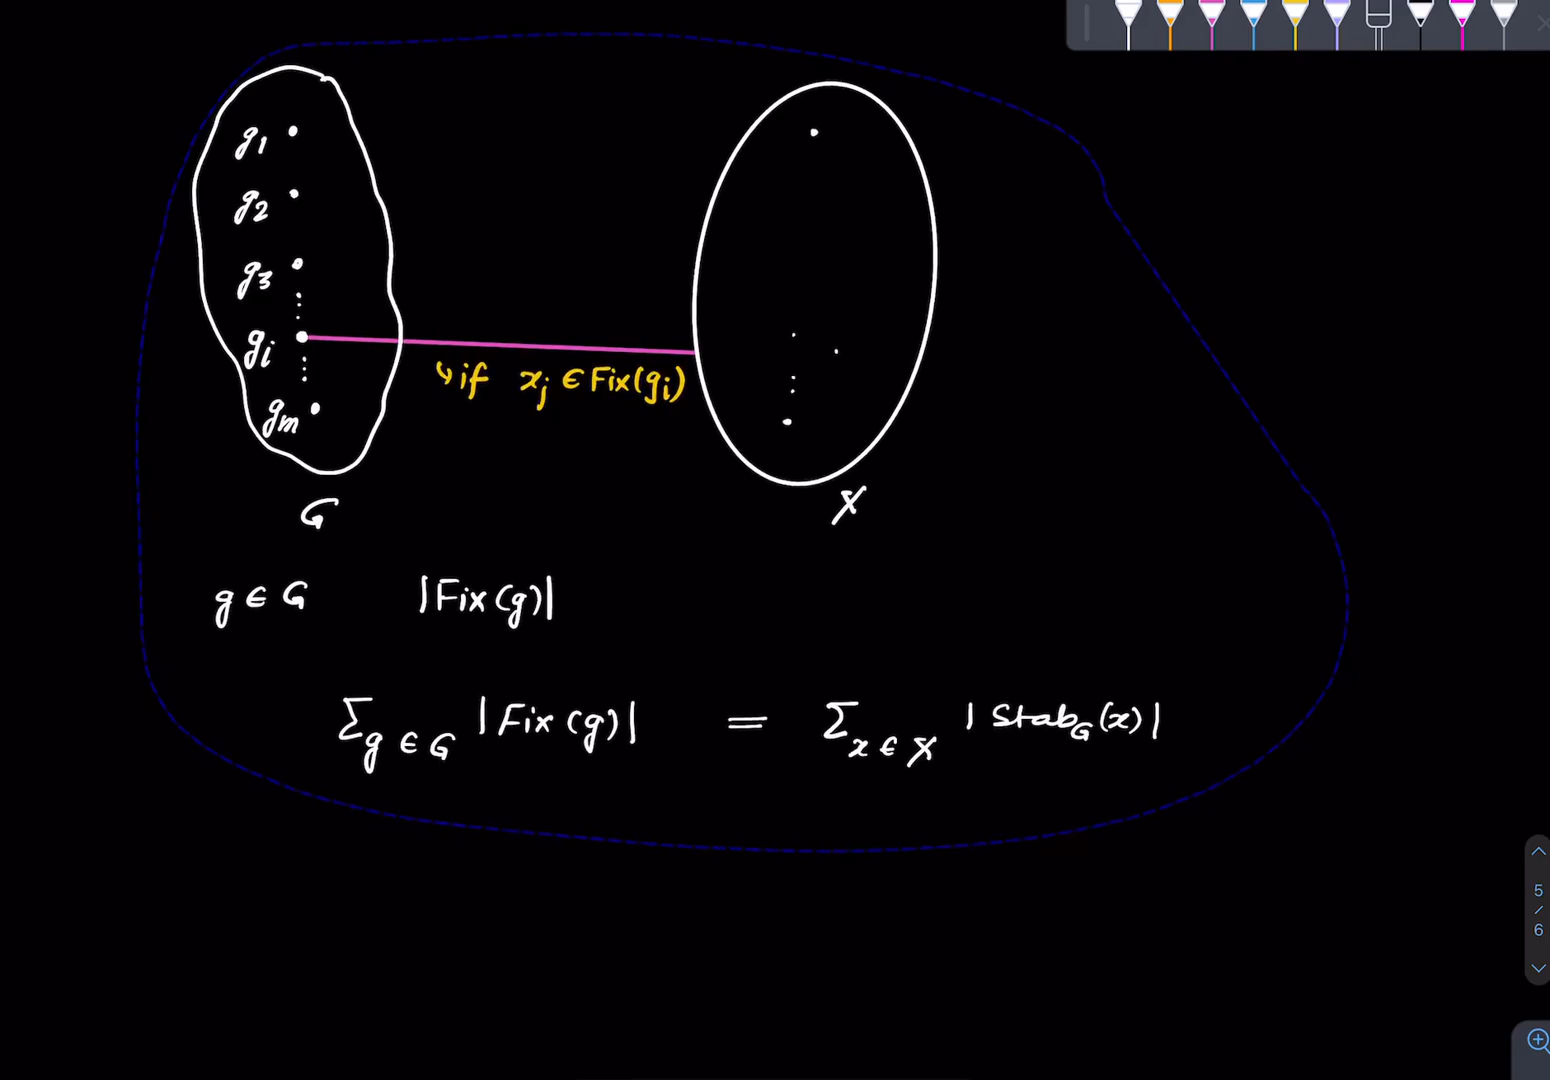 g1
g2
g3
gi
↳ if xj ∈ Fix(gi)
gm
G
X
g ∈ G |Fix(g)|
Σg ∈ G |Fix(g)| = Σx ∈ X |StabG(x)|
5
/
6